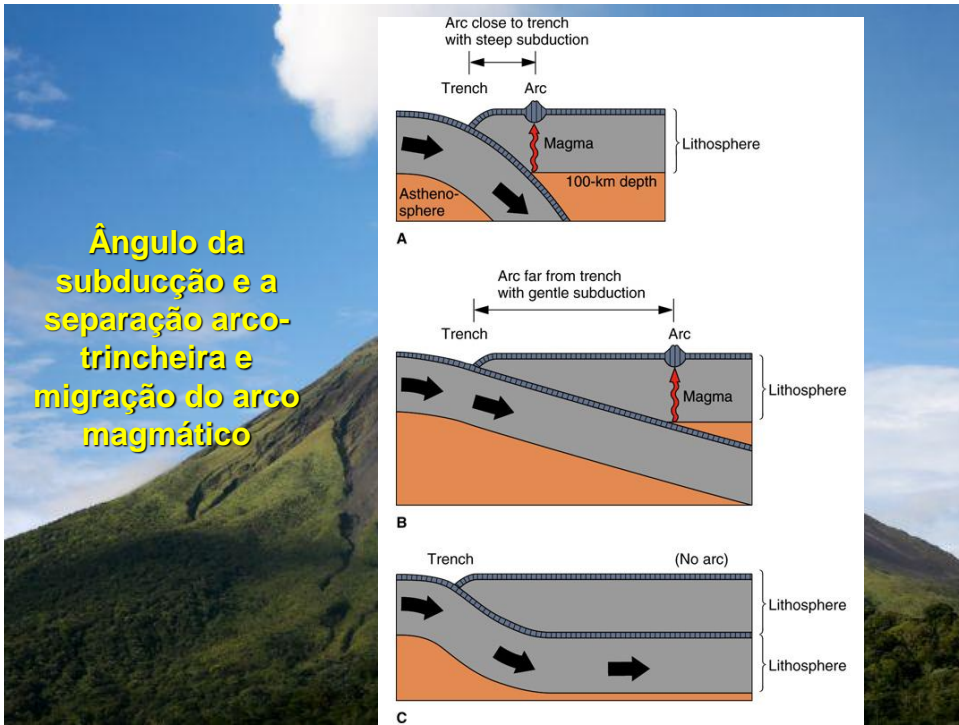 Ângulo da
subducção e a
separação arco-
trincheira e
migração do arco
magmático
Arc close to trench
with steep subduction
Trench
Arc
Magma
Lithosphere
100-km depth
Astheno-
sphere
A
Arc far from trench
with gentle subduction
Trench
Arc
Magma
Lithosphere
B
Trench
(No arc)
Lithosphere
Lithosphere
C